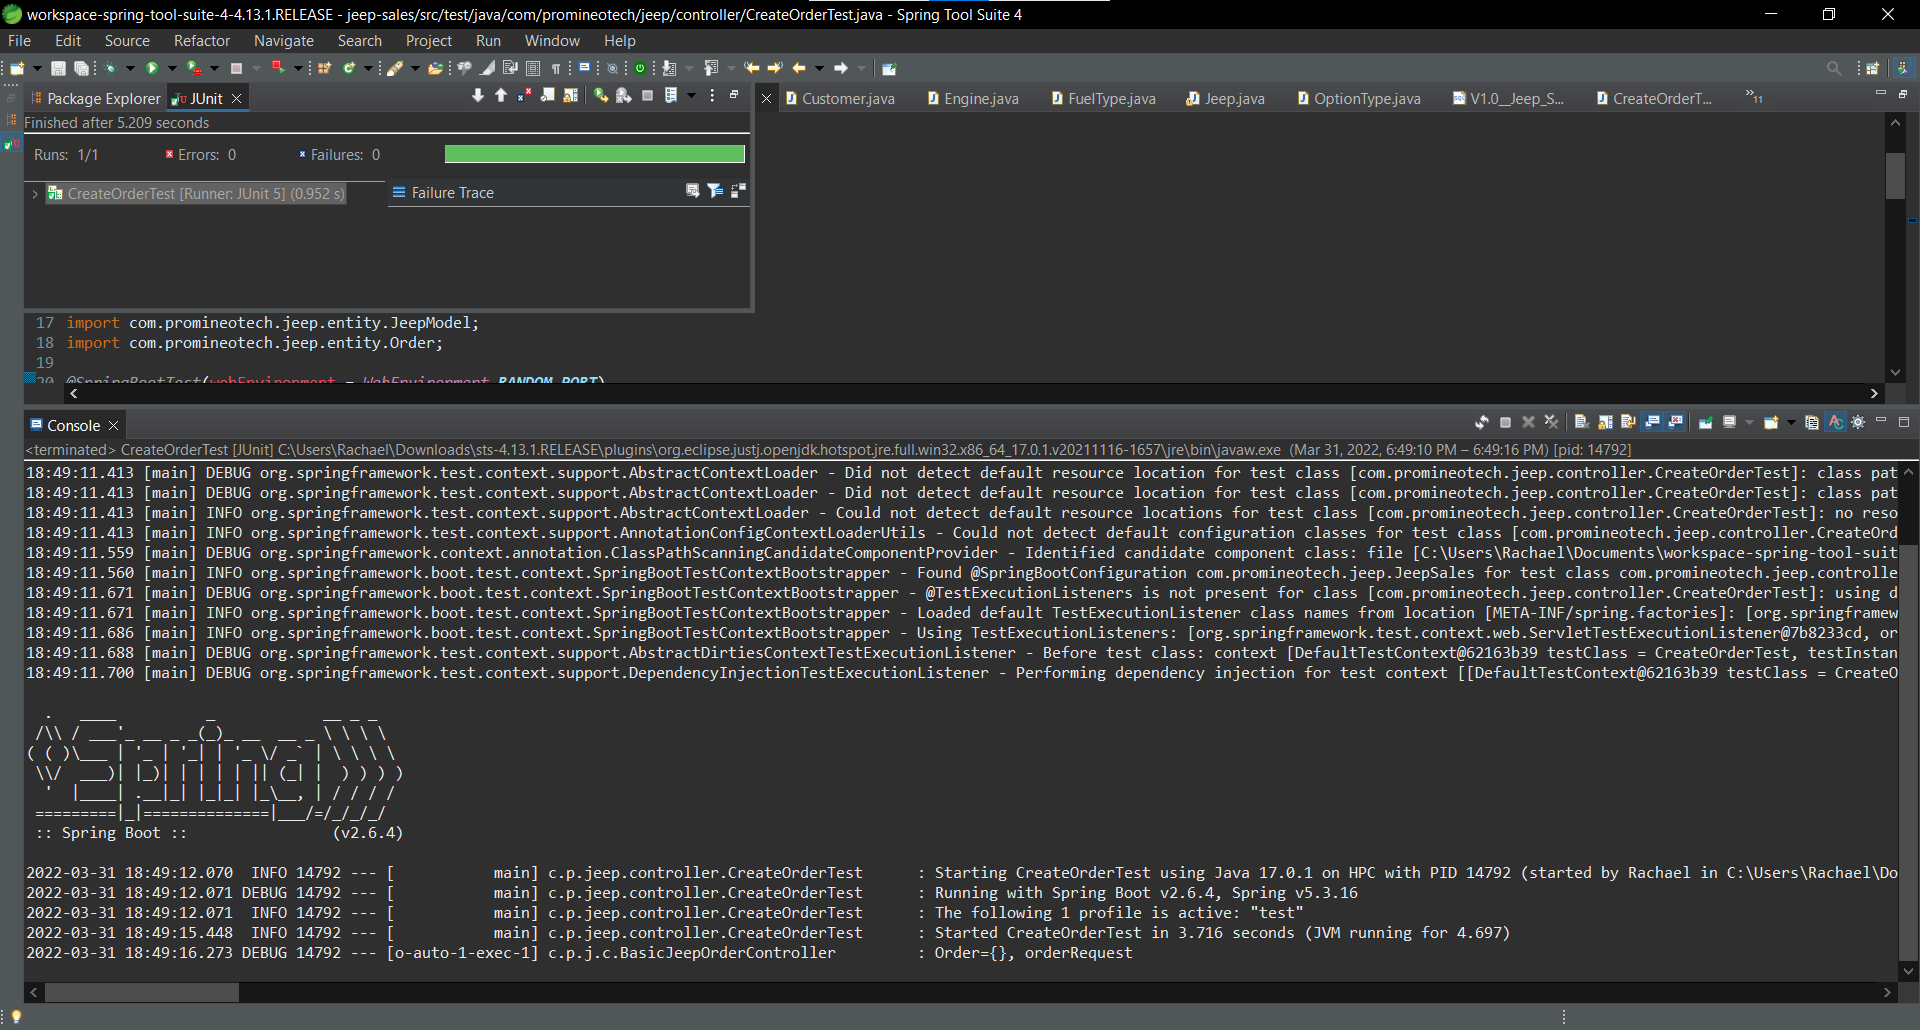 workspace-spring-tool-suite-4-4.13.1.RELEASE - jeep-sales/src/test/java/com/promineotech/jeep/controller/CreateOrderTest.java - Spring Tool Suite 4
File Edit Source Refactor Navigate Search Project Run Window Help
Package Explorer JUnit
Customer.java Engine.java FuelType.java Jeep.java OptionType.java V1.0__Jeep_S... CreateOrderT... »11
Finished after 5.209 seconds
Runs: 1/1 Errors: 0 Failures: 0
CreateOrderTest [Runner: JUnit 5] (0.952 s)
Failure Trace
17 import com.promineotech.jeep.entity.JeepModel;
18 import com.promineotech.jeep.entity.Order;
19
20 @SpringBootTest(webEnvironment = WebEnvironment.RANDOM_PORT)
Console
<terminated> CreateOrderTest [JUnit] C:\Users\Rachael\Downloads\sts-4.13.1.RELEASE\plugins\org.eclipse.justj.openjdk.hotspot.jre.full.win32.x86_64_17.0.1.v20211116-1657\jre\bin\javaw.exe (Mar 31, 2022, 6:49:10 PM – 6:49:16 PM) [pid: 14792]
18:49:11.413 [main] DEBUG org.springframework.test.context.support.AbstractContextLoader - Did not detect default resource location for test class [com.promineotech.jeep.controller.CreateOrderTest]: class pat
18:49:11.413 [main] DEBUG org.springframework.test.context.support.AbstractContextLoader - Did not detect default resource location for test class [com.promineotech.jeep.controller.CreateOrderTest]: class pat
18:49:11.413 [main] INFO org.springframework.test.context.support.AbstractContextLoader - Could not detect default resource locations for test class [com.promineotech.jeep.controller.CreateOrderTest]: no reso
18:49:11.413 [main] INFO org.springframework.test.context.support.AnnotationConfigContextLoaderUtils - Could not detect default configuration classes for test class [com.promineotech.jeep.controller.CreateOrd
18:49:11.559 [main] DEBUG org.springframework.context.annotation.ClassPathScanningCandidateComponentProvider - Identified candidate component class: file [C:\Users\Rachael\Documents\workspace-spring-tool-suit
18:49:11.560 [main] INFO org.springframework.boot.test.context.SpringBootTestContextBootstrapper - Found @SpringBootConfiguration com.promineotech.jeep.JeepSales for test class com.promineotech.jeep.controlle
18:49:11.671 [main] DEBUG org.springframework.boot.test.context.SpringBootTestContextBootstrapper - @TestExecutionListeners is not present for class [com.promineotech.jeep.controller.CreateOrderTest]: using d
18:49:11.671 [main] INFO org.springframework.boot.test.context.SpringBootTestContextBootstrapper - Loaded default TestExecutionListener class names from location [META-INF/spring.factories]: [org.springframew
18:49:11.686 [main] INFO org.springframework.boot.test.context.SpringBootTestContextBootstrapper - Using TestExecutionListeners: [org.springframework.test.context.web.ServletTestExecutionListener@7b8233cd, or
18:49:11.688 [main] DEBUG org.springframework.test.context.support.AbstractDirtiesContextTestExecutionListener - Before test class: context [DefaultTestContext@62163b39 testClass = CreateOrderTest, testInstan
18:49:11.700 [main] DEBUG org.springframework.test.context.support.DependencyInjectionTestExecutionListener - Performing dependency injection for test context [[DefaultTestContext@62163b39 testClass = CreateO
  .   ____          _            __ _ _
 /\\ / ___'_ __ _ _(_)_ __  __ _ \ \ \ \
( ( )\___ | '_ | '_| | '_ \/ _` | \ \ \ \
 \\/  ___)| |_)| | | | | || (_| |  ) ) ) )
  '  |____| .__|_| |_|_| |_\__, | / / / /
 =========|_|==============|___/=/_/_/_/
 :: Spring Boot ::                (v2.6.4)
2022-03-31 18:49:12.070  INFO 14792 --- [           main] c.p.jeep.controller.CreateOrderTest      : Starting CreateOrderTest using Java 17.0.1 on HPC with PID 14792 (started by Rachael in C:\Users\Rachael\Do
2022-03-31 18:49:12.071 DEBUG 14792 --- [           main] c.p.jeep.controller.CreateOrderTest      : Running with Spring Boot v2.6.4, Spring v5.3.16
2022-03-31 18:49:12.071  INFO 14792 --- [           main] c.p.jeep.controller.CreateOrderTest      : The following 1 profile is active: "test"
2022-03-31 18:49:15.448  INFO 14792 --- [           main] c.p.jeep.controller.CreateOrderTest      : Started CreateOrderTest in 3.716 seconds (JVM running for 4.697)
2022-03-31 18:49:16.273 DEBUG 14792 --- [o-auto-1-exec-1] c.p.j.c.BasicJeepOrderController         : Order={}, orderRequest